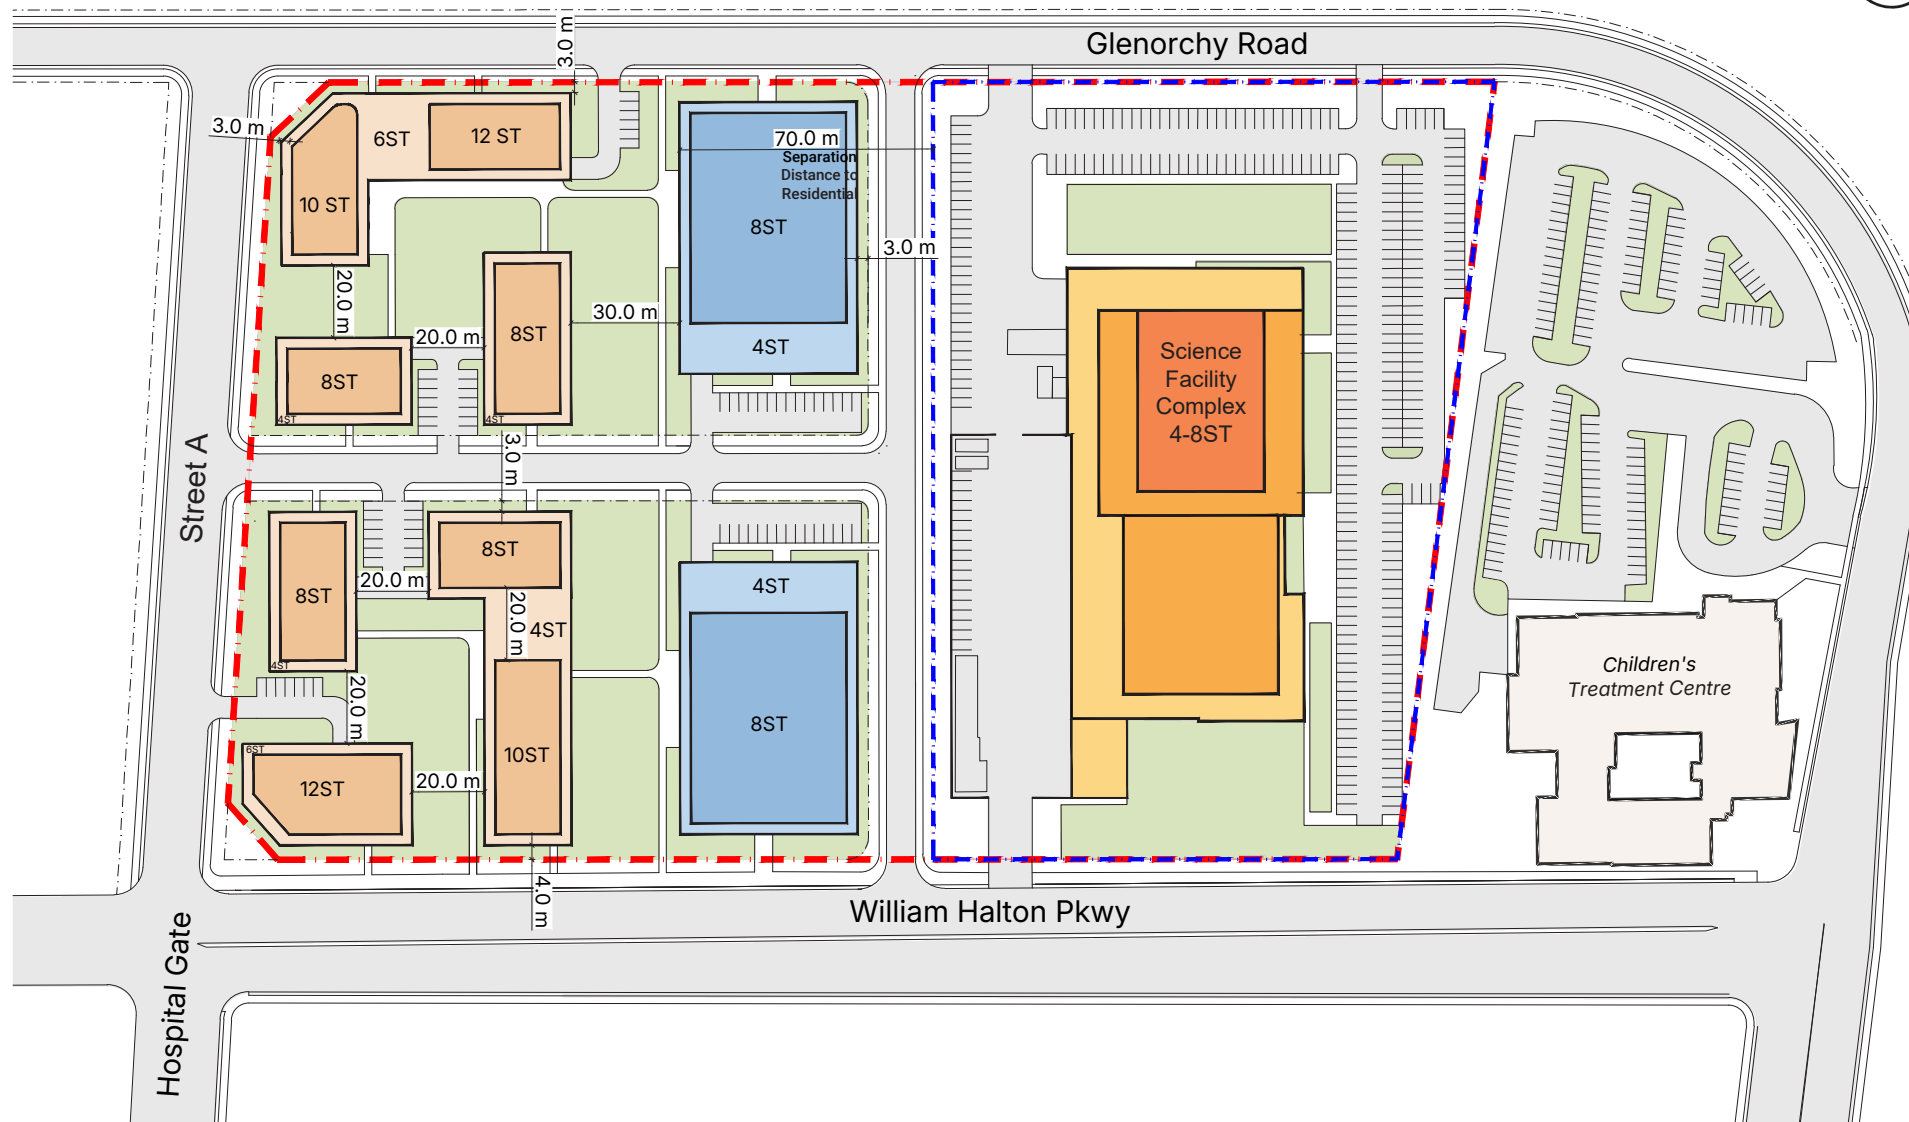 Glenorchy Road
3.0 m
3.0 m
6ST
12 ST
10 ST
70.0 m
Separation
Distance to
Residential
8ST
3.0 m
20.0 m
20.0 m
8ST
30.0 m
4ST
8ST
4ST
4ST
Science
Facility
Complex
4-8ST
Street A
3.0 m
8ST
8ST
20.0 m
20.0 m
4ST
4ST
4ST
8ST
20.0 m
10ST
6ST
12ST
20.0 m
Children's
Treatment Centre
4.0 m
William Halton Pkwy
Hospital Gate